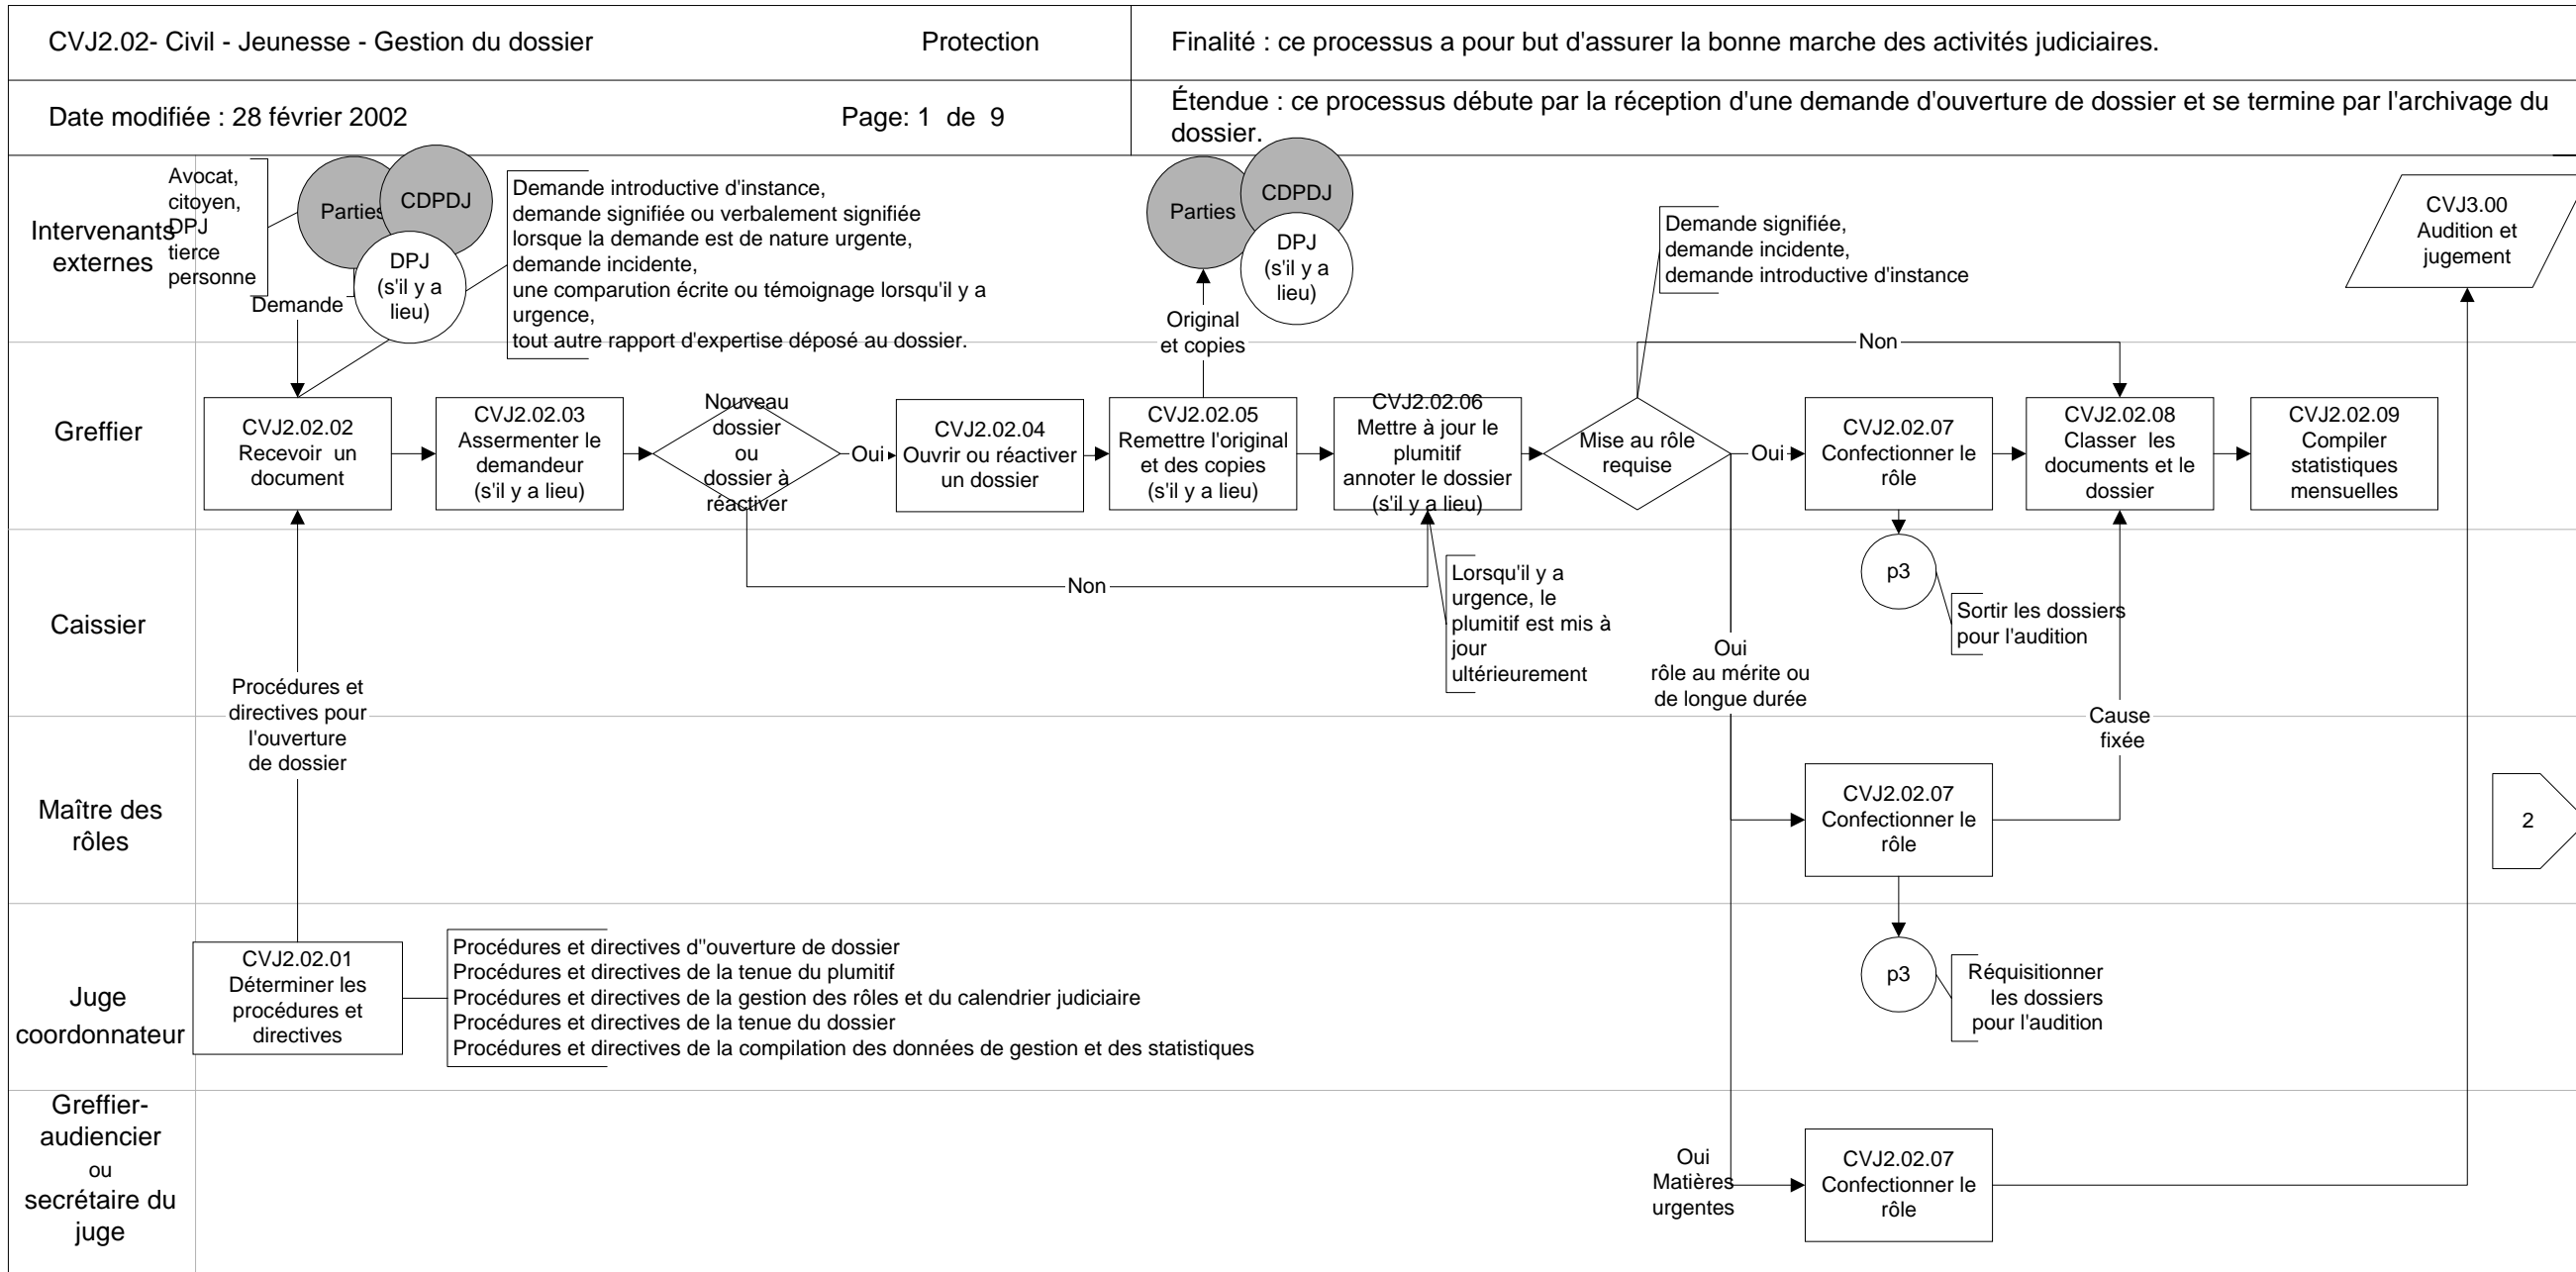 CVJ2.02- Civil - Jeunesse - Gestion du dossier
Protection
Finalité : ce processus a pour but d'assurer la bonne marche des activités judiciaires.
Date modifiée : 28 février 2002
Page: 1 de 9
Étendue : ce processus débute par la réception d'une demande d'ouverture de dossier et se termine par l'archivage du
dossier.
Intervenants
externes
Avocat,
citoyen,
DPJ
tierce
personne
Parties
CDPDJ
DPJ
(s'il y a
lieu)
Demande
Demande introductive d'instance,
demande signifiée ou verbalement signifiée
lorsque la demande est de nature urgente,
demande incidente,
une comparution écrite ou témoignage lorsqu'il y a
urgence,
tout autre rapport d'expertise déposé au dossier.
Parties
CDPDJ
DPJ
(s'il y a
lieu)
Original
et copies
Demande signifiée,
demande incidente,
demande introductive d'instance
CVJ3.00
Audition et
jugement
Non
Greffier
CVJ2.02.02
Recevoir un
document
CVJ2.02.03
Assermenter le
demandeur
(s'il y a lieu)
Nouveau
dossier
ou
dossier à
réactiver
Oui
CVJ2.02.04
Ouvrir ou réactiver
un dossier
CVJ2.02.05
Remettre l'original
et des copies
(s'il y a lieu)
CVJ2.02.06
Mettre à jour le
plumitif
annoter le dossier
(s'il y a lieu)
Mise au rôle
requise
Oui
CVJ2.02.07
Confectionner le
rôle
CVJ2.02.08
Classer les
documents et le
dossier
CVJ2.02.09
Compiler
statistiques
mensuelles
Caissier
Non
Lorsqu'il y a
urgence, le
plumitif est mis à
jour
ultérieurement
p3
Sortir les dossiers
pour l'audition
Oui
rôle au mérite ou
de longue durée
Procédures et
directives pour
l'ouverture
de dossier
Cause
fixée
Maître des
rôles
CVJ2.02.07
Confectionner le
rôle
2
Juge
coordonnateur
CVJ2.02.01
Déterminer les
procédures et
directives
Procédures et directives d''ouverture de dossier
Procédures et directives de la tenue du plumitif
Procédures et directives de la gestion des rôles et du calendrier judiciaire
Procédures et directives de la tenue du dossier
Procédures et directives de la compilation des données de gestion et des statistiques
p3
Réquisitionner
les dossiers
pour l'audition
Greffier-
audiencier
ou
secrétaire du
juge
Oui
Matières
urgentes
CVJ2.02.07
Confectionner le
rôle